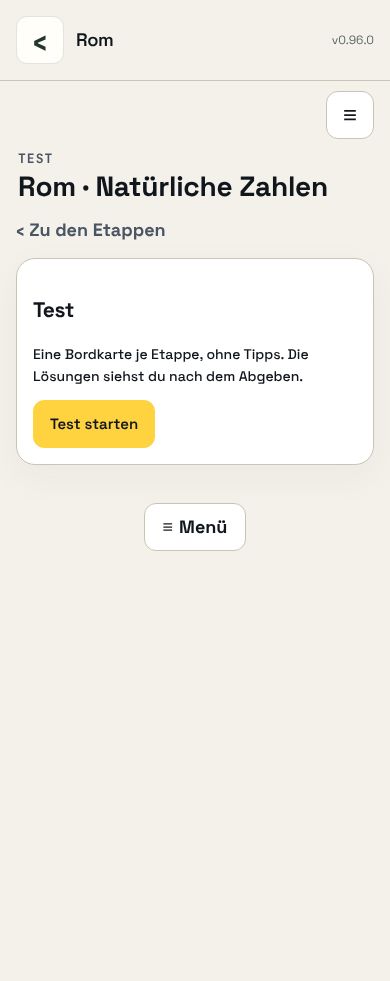 < Rom v0.96.0
≡
TEST
Rom · Natürliche Zahlen
< Zu den Etappen
Test
Eine Bordkarte je Etappe, ohne Tipps. Die
Lösungen siehst du nach dem Abgeben.
Test starten
≡ Menü